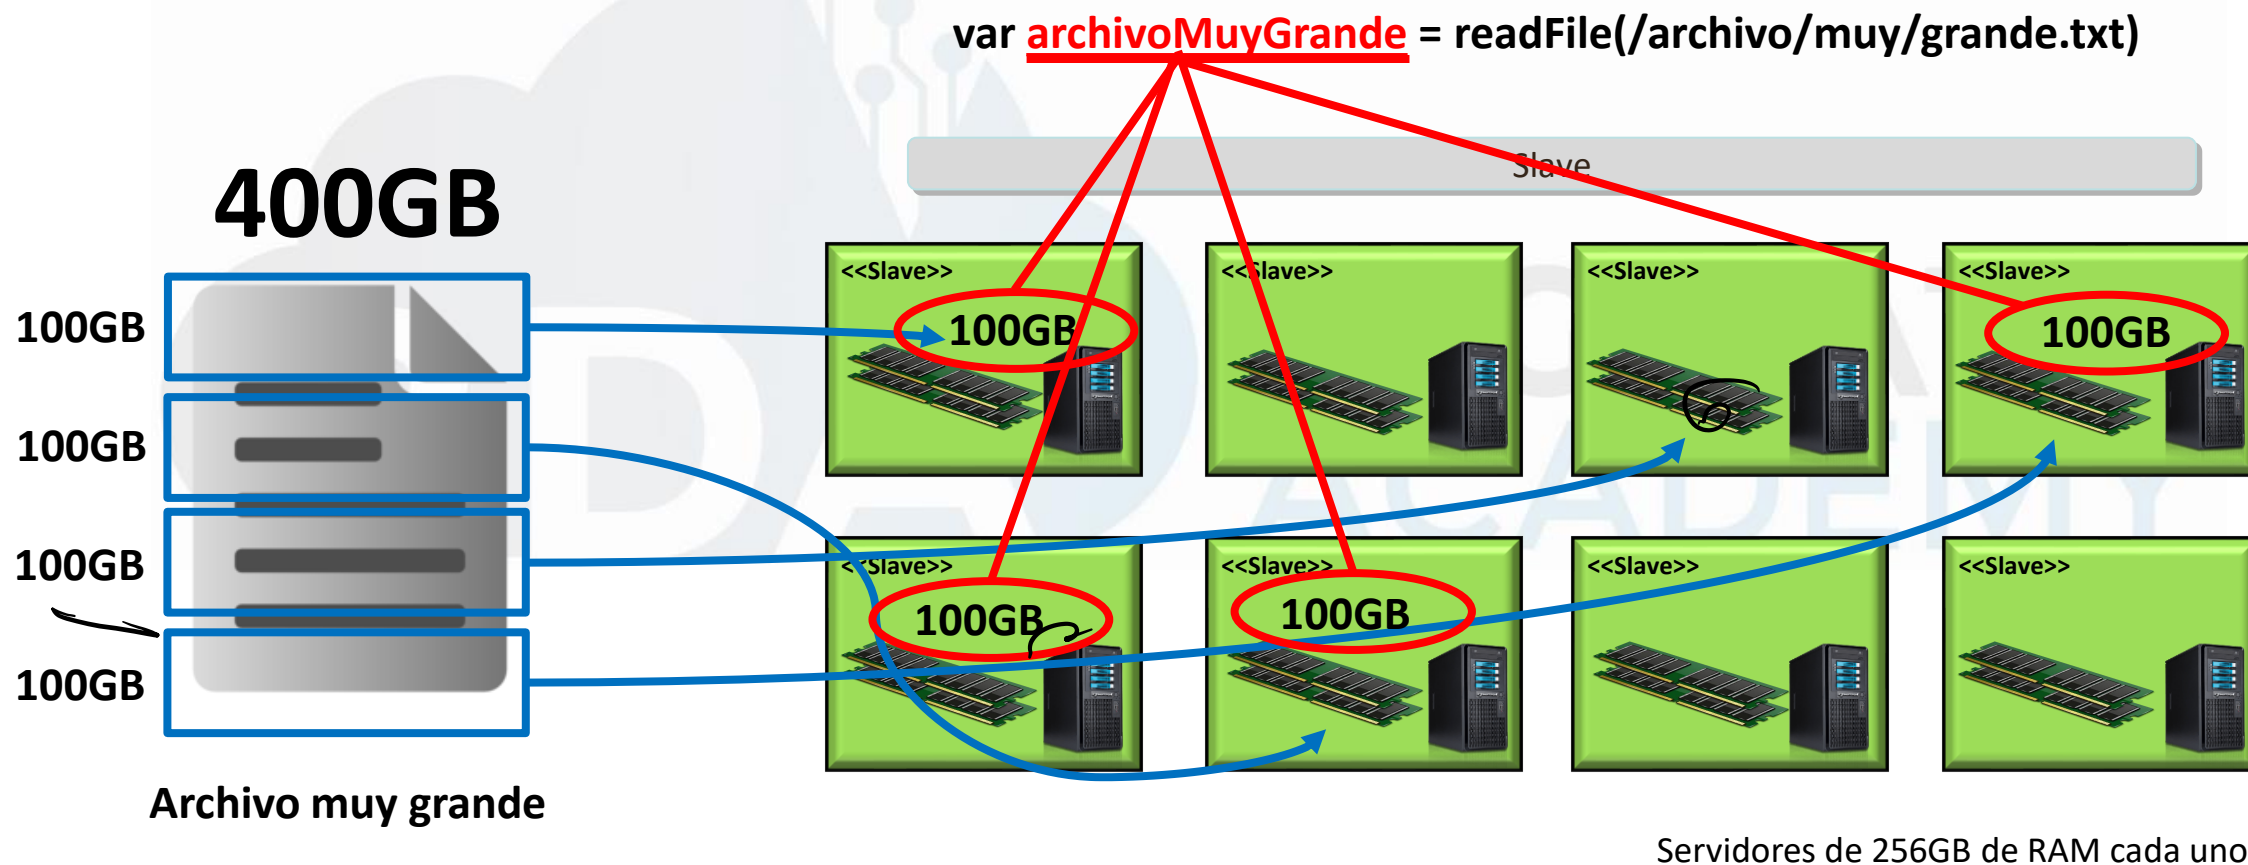 var archivoMuyGrande = readFile(/archivo/muy/grande.txt)
Slave
400GB
100GB
100GB
100GB
100GB
Archivo muy grande
<<Slave>>
100GB
<<Slave>>
<<Slave>>
<<Slave>>
100GB
<<Slave>>
100GB
<<Slave>>
100GB
<<Slave>>
<<Slave>>
Servidores de 256GB de RAM cada uno
ACADEMY